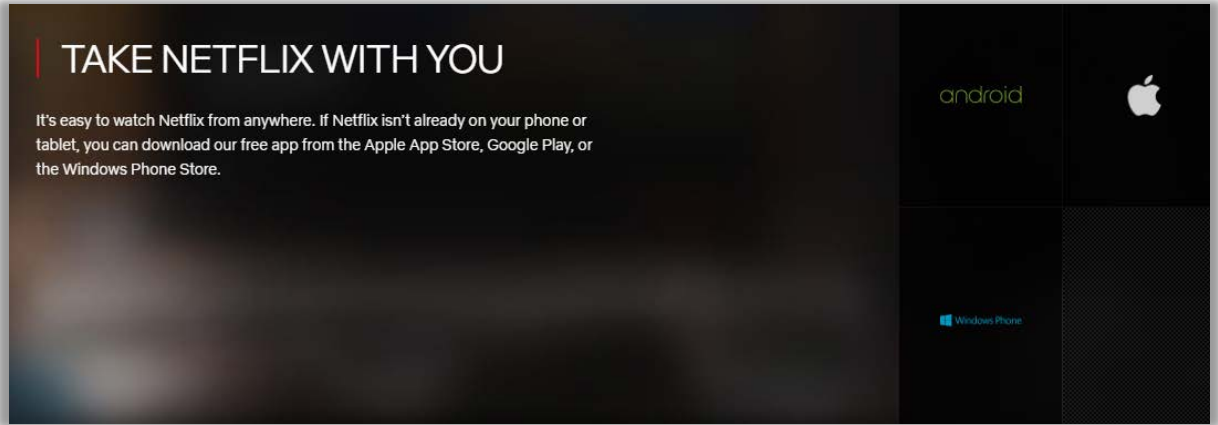 TAKE NETFLIX WITH YOU
It's easy to watch Netflix from anywhere. If Netflix isn't already on your phone or
tablet, you can download our free app from the Apple App Store, Google Play, or
the Windows Phone Store.
android
Windows Phone